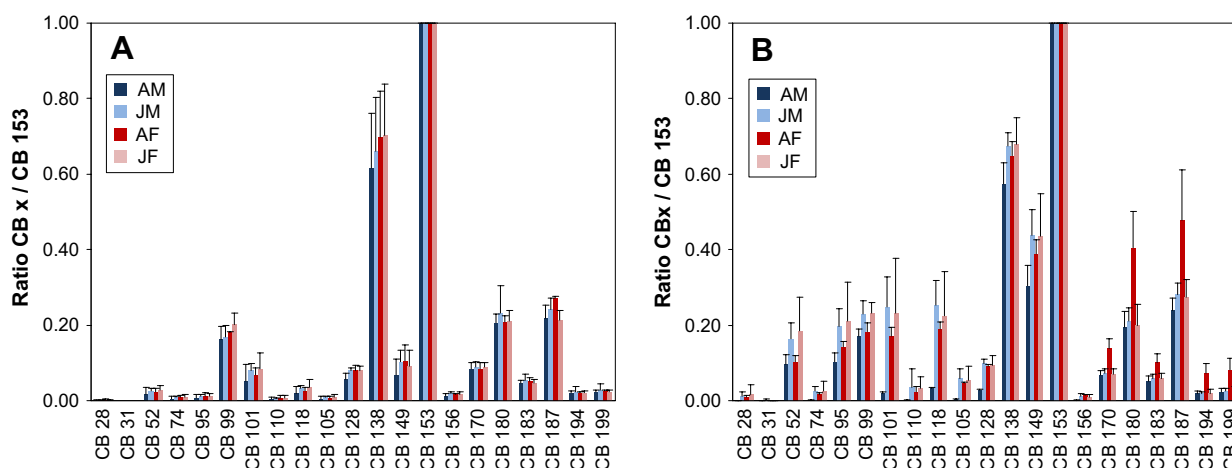 A
Ratio CB x / CB 153
1.00
0.80
0.60
0.40
0.20
0.00
AM
JM
AF
JF
CB 28
CB 31
CB 52
CB 74
CB 95
CB 99
CB 101
CB 110
CB 118
CB 105
CB 128
CB 138
CB 149
CB 153
CB 156
CB 170
CB 180
CB 183
CB 187
CB 194
CB 199
B
Ratio CBx / CB 153
1.00
0.80
0.60
0.40
0.20
0.00
AM
JM
AF
JF
CB 28
CB 31
CB 52
CB 74
CB 95
CB 99
CB 101
CB 110
CB 118
CB 105
CB 128
CB 138
CB 149
CB 153
CB 156
CB 170
CB 180
CB 183
CB 187
CB 194
CB 199